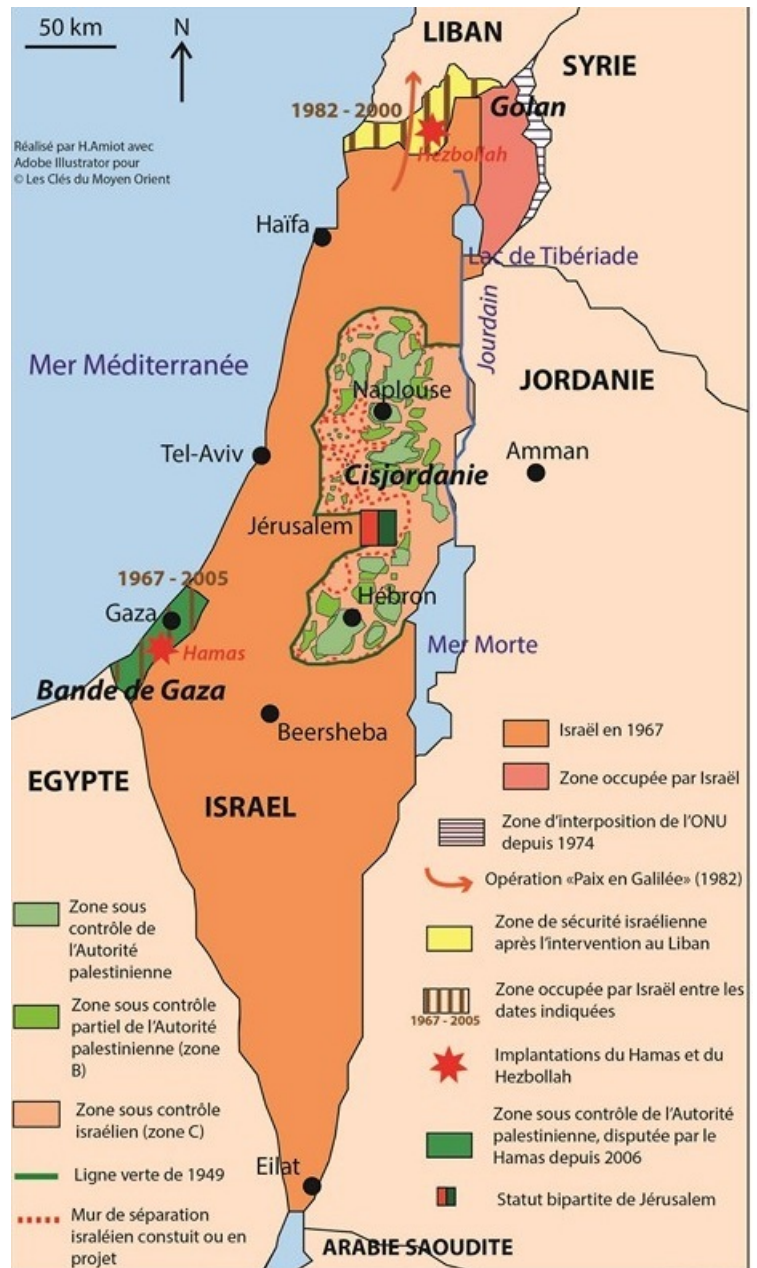 50 km
N
LIBAN
SYRIE
Golan
1982 - 2000
Hezbollah
Réalisé par H.Amiot avec
Adobe Illustrator pour
© Les Clés du Moyen Orient
Haïfa
Lac de Tibériade
Jourdain
Mer Méditerranée
Naplouse
JORDANIE
Tel-Aviv
Amman
Cisjordanie
Jérusalem
1967 - 2005
Gaza
Hébron
Hamas
Mer Morte
Bande de Gaza
Beersheba
EGYPTE
ISRAEL
Israël en 1967
Zone occupée par Israël
Zone d'interposition de l'ONU
depuis 1974
Opération «Paix en Galilée» (1982)
Zone de sécurité israélienne
après l'intervention au Liban
Zone occupée par Israël entre les
dates indiquées
1967 - 2005
Implantations du Hamas et du
Hezbollah
Zone sous contrôle de l'Autorité
palestinienne, disputée par le
Hamas depuis 2006
Statut bipartite de Jérusalem
Zone sous
contrôle de
l'Autorité
palestinienne
Zone sous contrôle
partiel de l'Autorité
palestinienne (zone
B)
Zone sous contrôle
israélien (zone C)
Ligne verte de 1949
Mur de séparation
israléien constuit ou en
projet
Eilat
ARABIE SAOUDITE